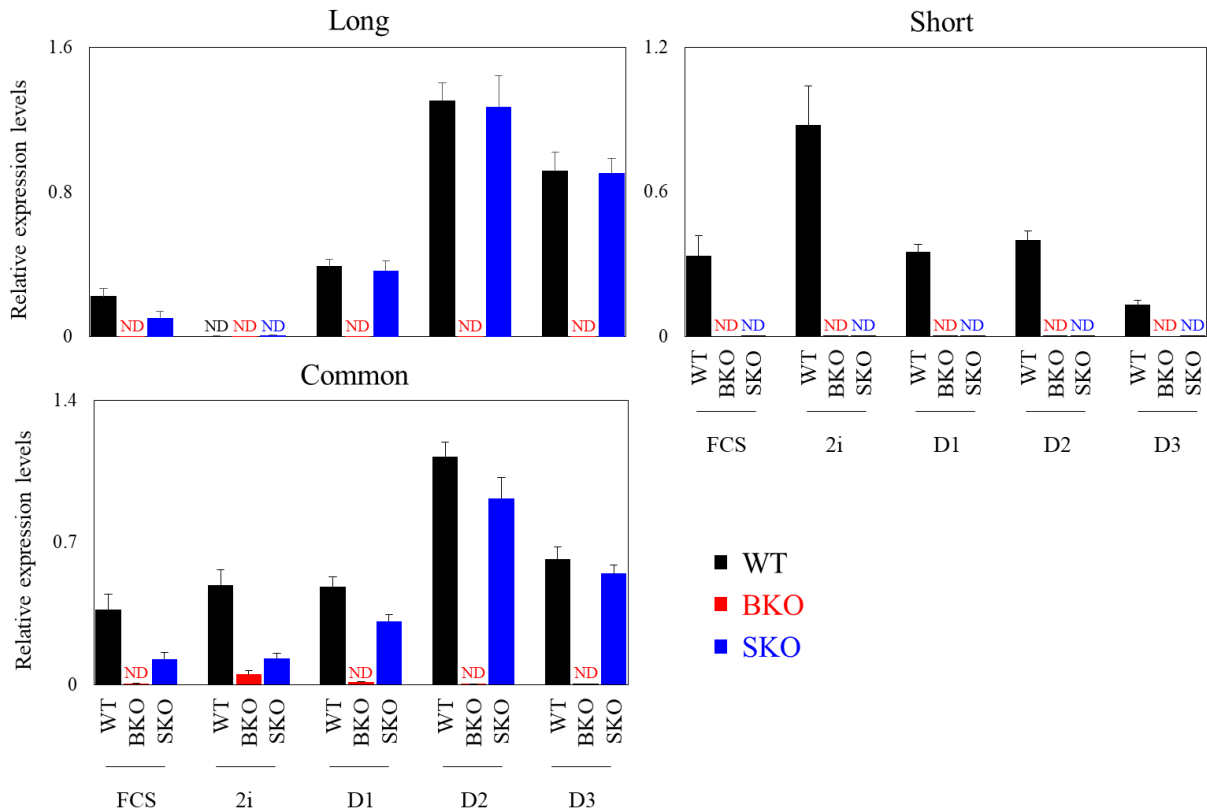 Long
Relative expression levels
1.6
0.8
0
ND
ND ND ND
ND
ND
ND
Short
1.2
0.6
0
ND ND
ND ND
ND ND
ND ND
ND ND
WT BKO SKO
WT BKO SKO
WT BKO SKO
WT BKO SKO
WT BKO SKO
FCS 2i D1 D2 D3
Common
Relative expression levels
1.4
0.7
0
ND
ND
ND
ND
WT BKO SKO
WT BKO SKO
WT BKO SKO
WT BKO SKO
WT BKO SKO
FCS 2i D1 D2 D3
WT
BKO
SKO